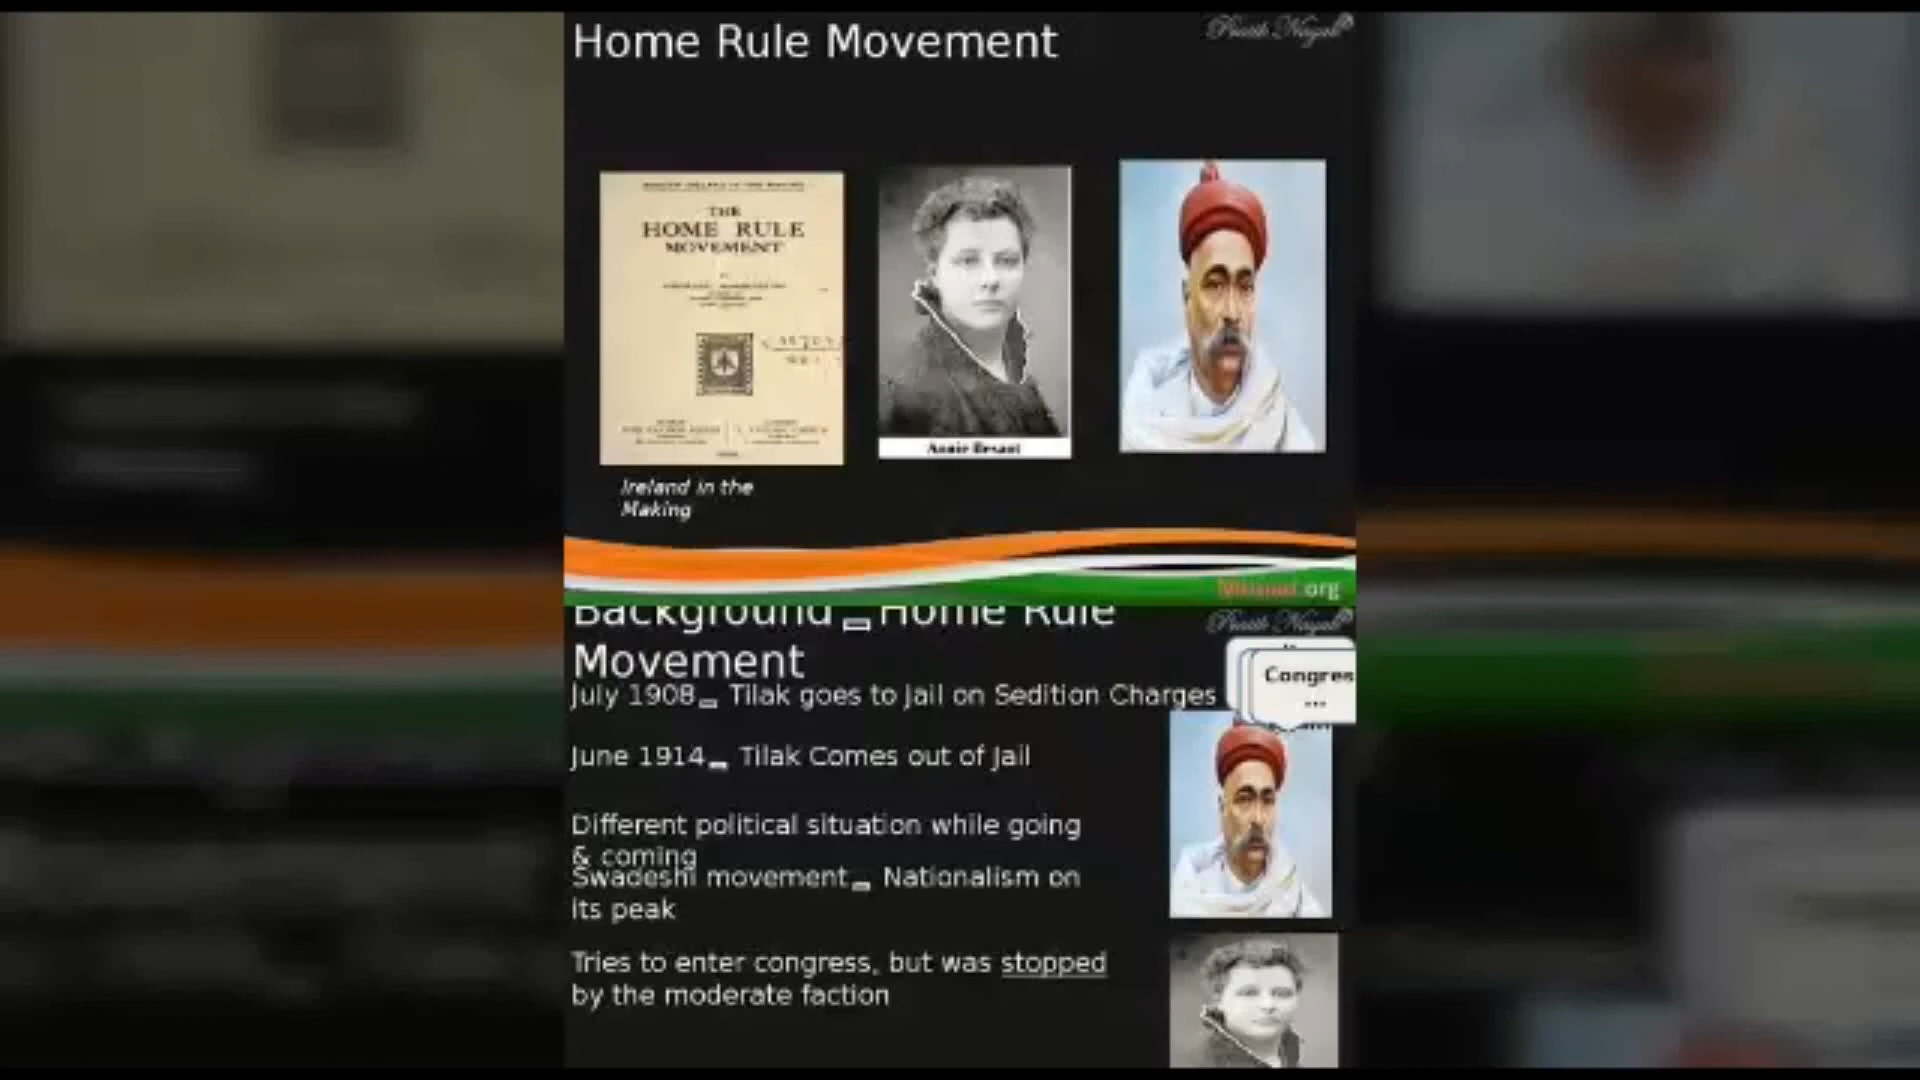 Home Rule Movement
THE
HOME RULE
MOVEMENT
Annie Besant
Ireland in the
Making
.org
Background Home Rule
Movement
July 1908 Tilak goes to Jail on Sedition Charges
Congres
...
June 1914 Tilak Comes out of Jail
Different political situation while going
& coming
Swadeshi movement Nationalism on
its peak
Tries to enter congress, but was stopped
by the moderate faction